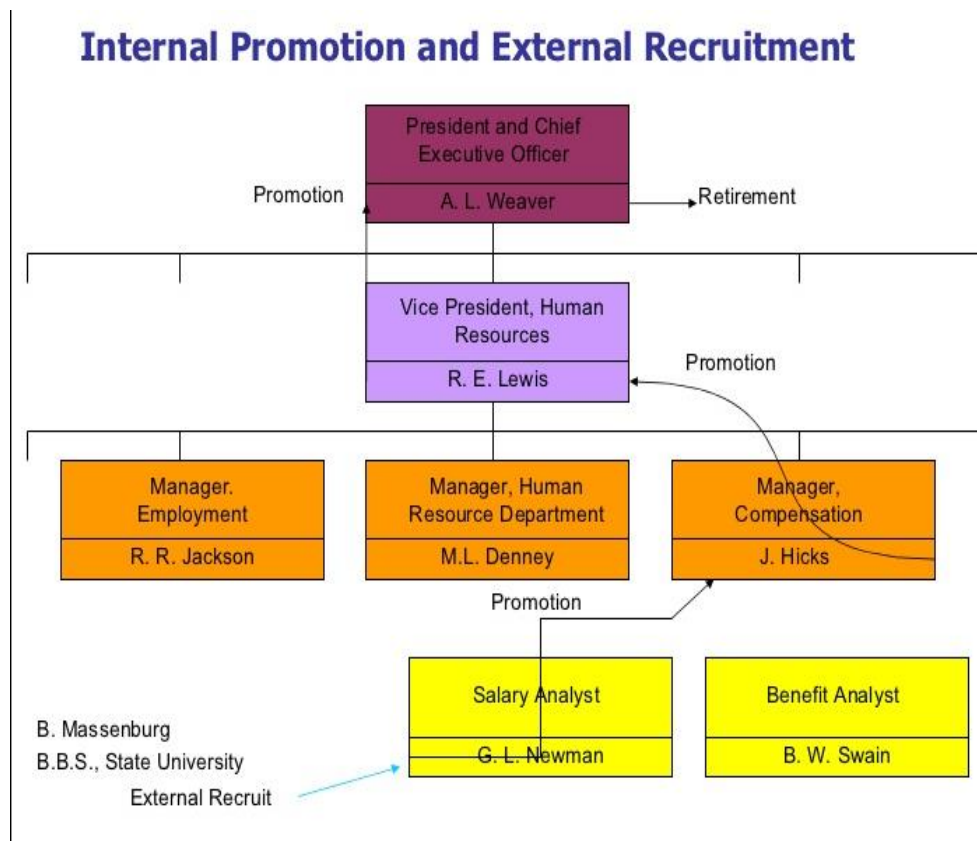 Internal Promotion and External Recruitment
President and Chief
Executive Officer
Promotion
A. L. Weaver
Retirement
Vice President, Human
Resources
Promotion
R. E. Lewis
Manager.
Employment
R. R. Jackson
Manager, Human
Resource Department
M.L. Denney
Manager,
Compensation
J. Hicks
Promotion
Salary Analyst
G. L. Newman
Benefit Analyst
B. W. Swain
B. Massenburg
B.B.S., State University
External Recruit